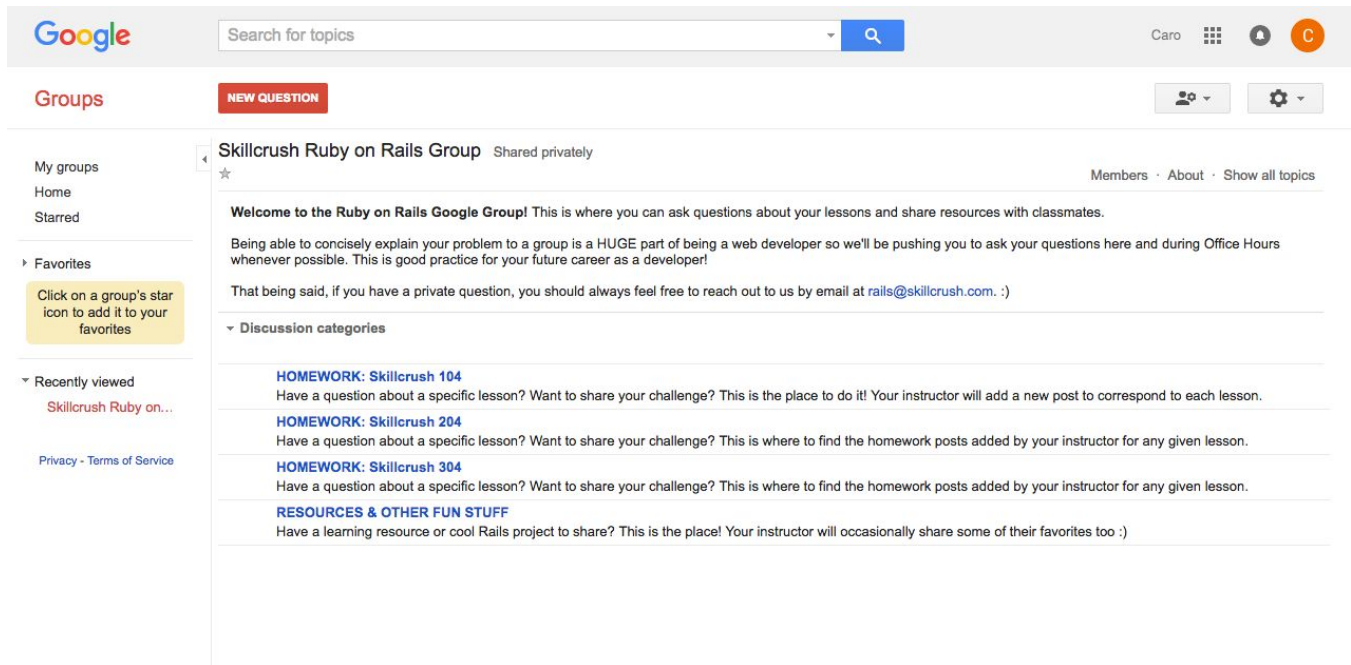 Google
Search for topics
Caro
C
Groups
NEW QUESTION
My groups
Home
Starred
Favorites
Click on a group's star
icon to add it to your
favorites
Recently viewed
Skillcrush Ruby on...
Privacy - Terms of Service
Skillcrush Ruby on Rails Group Shared privately
Members · About · Show all topics
Welcome to the Ruby on Rails Google Group! This is where you can ask questions about your lessons and share resources with classmates.
Being able to concisely explain your problem to a group is a HUGE part of being a web developer so we'll be pushing you to ask your questions here and during Office Hours
whenever possible. This is good practice for your future career as a developer!
That being said, if you have a private question, you should always feel free to reach out to us by email at rails@skillcrush.com. :)
Discussion categories
HOMEWORK: Skillcrush 104
Have a question about a specific lesson? Want to share your challenge? This is the place to do it! Your instructor will add a new post to correspond to each lesson.
HOMEWORK: Skillcrush 204
Have a question about a specific lesson? Want to share your challenge? This is where to find the homework posts added by your instructor for any given lesson.
HOMEWORK: Skillcrush 304
Have a question about a specific lesson? Want to share your challenge? This is where to find the homework posts added by your instructor for any given lesson.
RESOURCES & OTHER FUN STUFF
Have a learning resource or cool Rails project to share? This is the place! Your instructor will occasionally share some of their favorites too :)